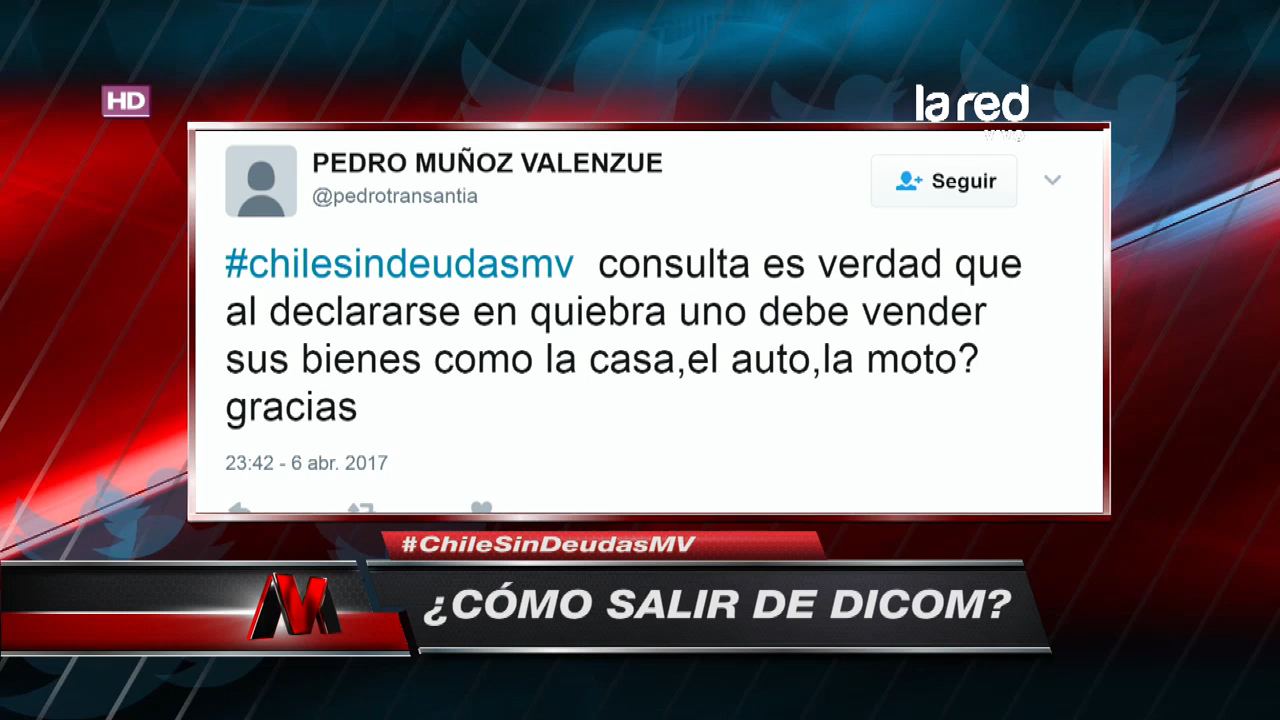 HD
la red
PEDRO MUÑOZ VALENZUE
@pedrotransantia
Seguir
#chilesindeudasmv consulta es verdad que
al declararse en quiebra uno debe vender
sus bienes como la casa,el auto,la moto?
gracias
23:42 - 6 abr. 2017
#ChileSinDeudasMV
¿CÓMO SALIR DE DICOM?